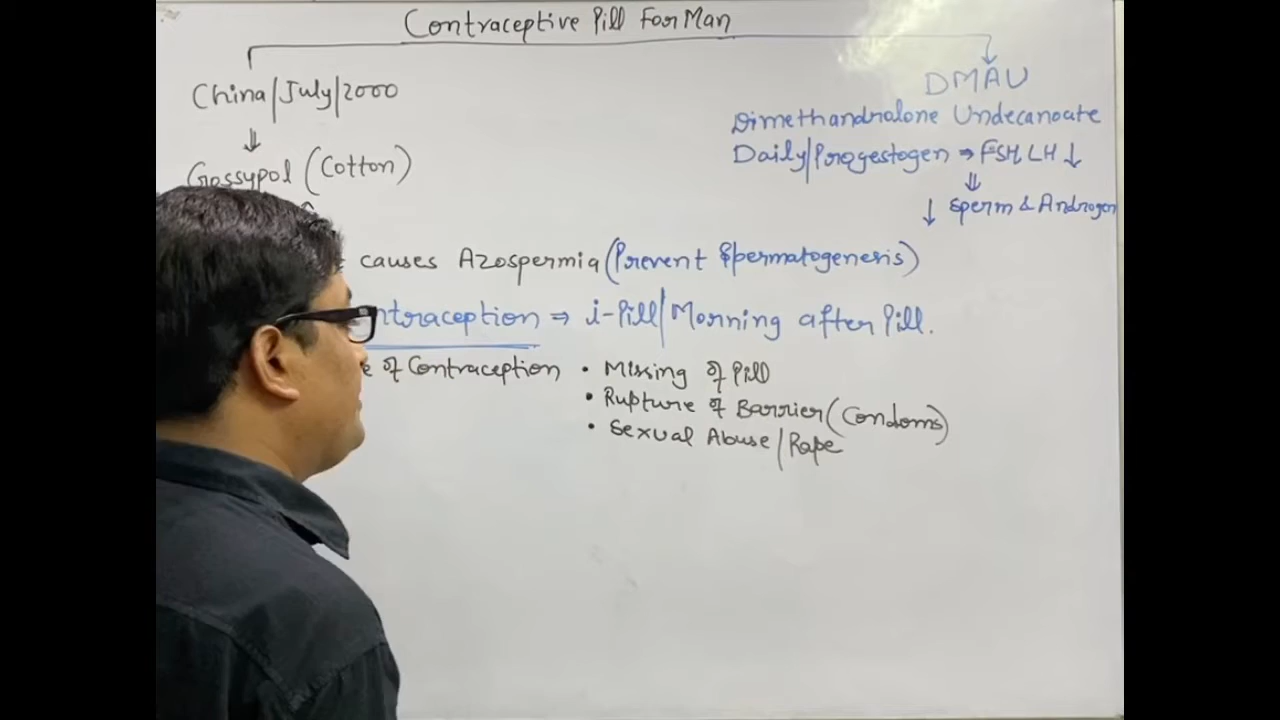 Contraceptive Pill For Man
China/July/2000
Gossypol (Cotton)
DMAU
Dimethandralone Undecanoate
Daily/Progestogen ⇒ FSH, LH ↓
↓ Sperm & Androgen
causes Azospermia (Prevent Spermatogenesis)
ntraception ⇒ i-Pill/Morning after Pill.
of Contraception • Missing of Pill
• Rupture of Barrier (Condoms)
• Sexual Abuse/Rape